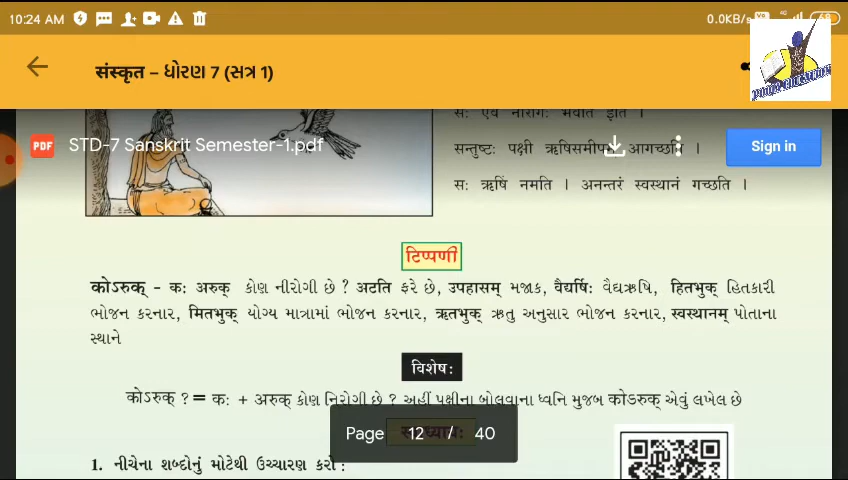 10:24 AM
0.0KB/s
संस्कृत – ધોરણ 7 (સત્ર 1)
सः एव नीरोगः भवति इति ।
PDF STD-7 Sanskrit Semester-1.pdf
Sign in
सन्तुष्टः पक्षी ऋषिसमीपम् आगच्छति ।
सः ऋषिं नमति । अनन्तरं स्वस्थानं गच्छति ।
टिप्पणी
कोऽरुक् - कः अरुक् કોણ નીરોગી છે ? अटति ફરે છે, उपहासम् મજાક, वैद्यर्षिः વૈદ્યઋષિ, हितभुक् હિતકારી
ભોજન કરનાર, मितभुक् યોગ્ય માત્રામાં ભોજન કરનાર, ऋतभुक् ઋતુ અનુસાર ભોજન કરનાર, स्वस्थानम् પોતાના
સ્થાને
विशेषः
कोऽरुक् ? = कः + अरुक् કોણ નિરોગી છે ? અહીં પક્ષીના બોલવાના ધ્વનિ મુજબ कोऽरुक् એવું લખેલ છે
Page 12 / 40
1. નીચેના શબ્દોનું મોટેથી ઉચ્ચારણ કરો :